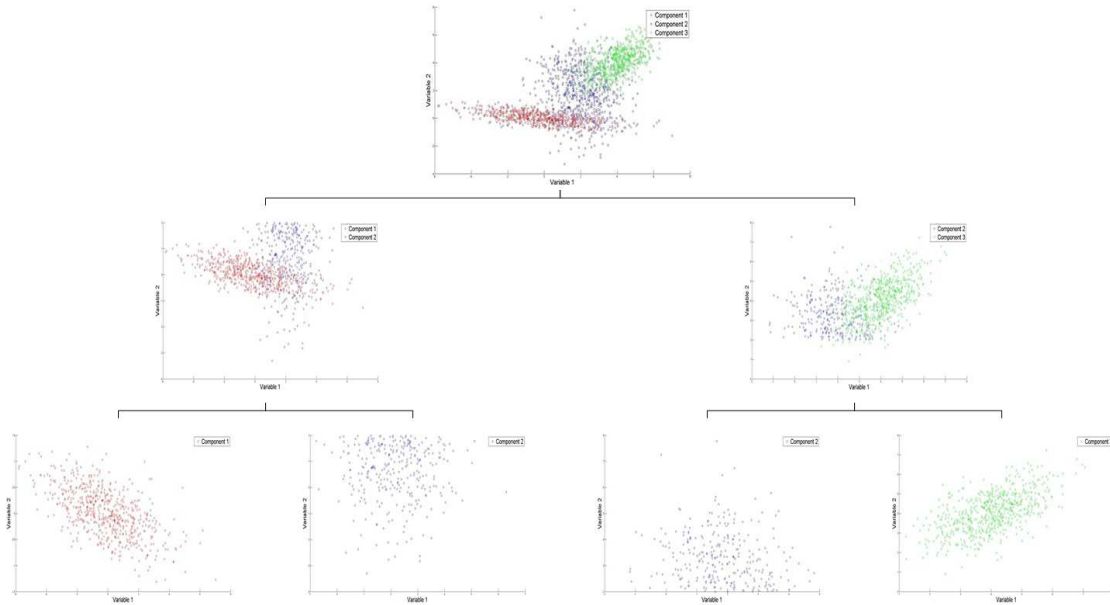 Component 1
Component 2
Component 3
Variable 2
Variable 1
Component 1
Component 2
Variable 2
Variable 1
Component 2
Component 3
Variable 2
Variable 1
Component 1
Variable 2
Variable 1
Component 2
Variable 2
Variable 1
Component 2
Variable 2
Variable 1
Component
Variable 2
Variable 1